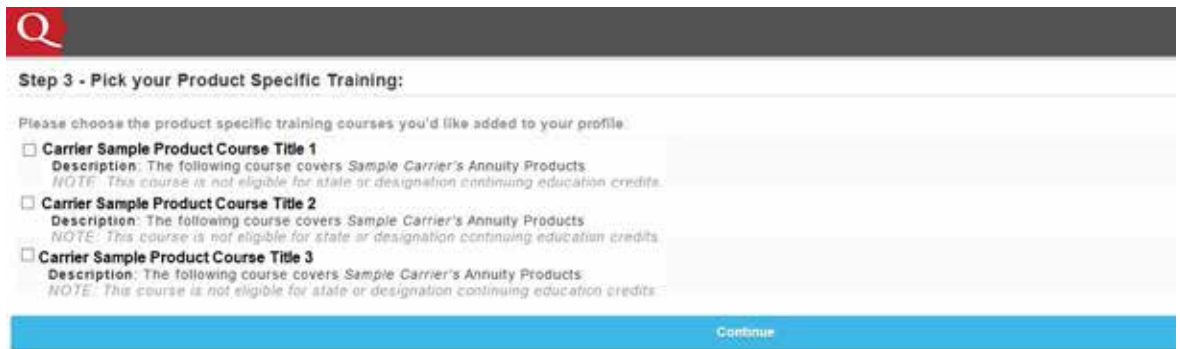 Q
Step 3 - Pick your Product Specific Training:
Please choose the product specific training courses you'd like added to your profile.
Carrier Sample Product Course Title 1
Description: The following course covers Sample Carrier's Annuity Products
NOTE: This course is not eligible for state or designation continuing education credits.
Carrier Sample Product Course Title 2
Description: The following course covers Sample Carrier's Annuity Products
NOTE: This course is not eligible for state or designation continuing education credits.
Carrier Sample Product Course Title 3
Description: The following course covers Sample Carrier's Annuity Products
NOTE: This course is not eligible for state or designation continuing education credits.
Continue